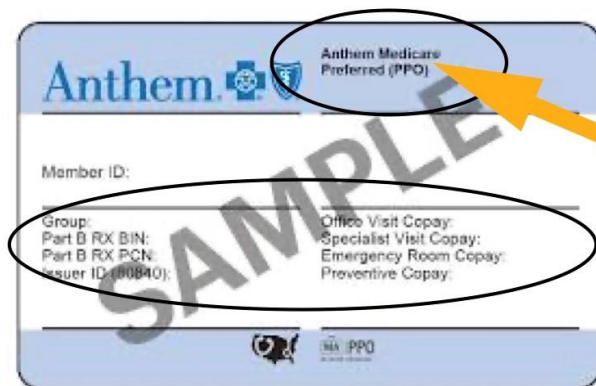 Anthem
Anthem Medicare
Preferred (PPO)
Member ID:
Group:
Part B RX BIN:
Part B RX PCN:
Issuer ID (80840):
Office Visit Copay:
Specialist Visit Copay:
Emergency Room Copay:
Preventive Copay:
SAMPLE
MA PPO